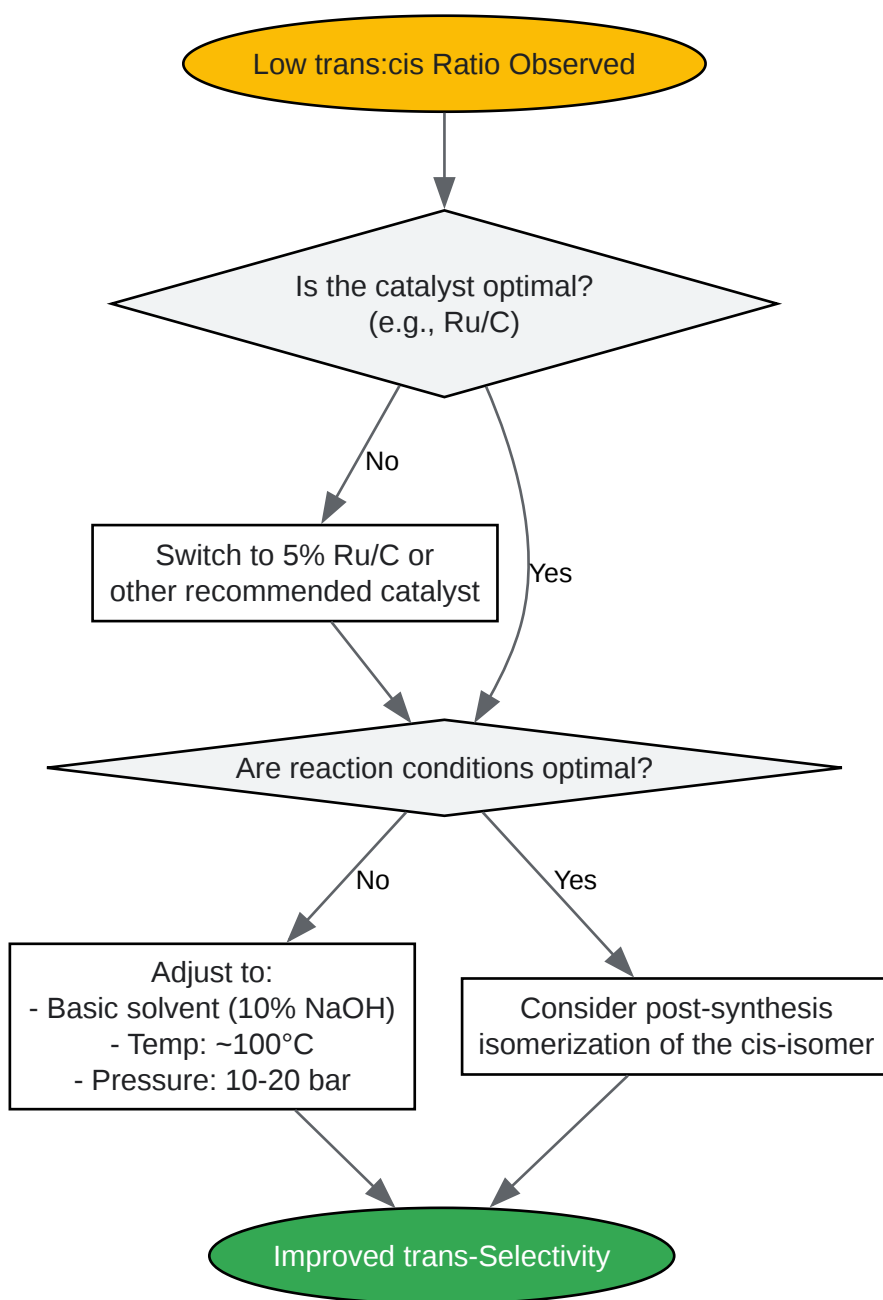 Low trans:cis Ratio Observed
Is the catalyst optimal?
(e.g., Ru/C)
No
Yes
Switch to 5% Ru/C or
other recommended catalyst
Are reaction conditions optimal?
No
Yes
Adjust to:
- Basic solvent (10% NaOH)
- Temp: ~100°C
- Pressure: 10-20 bar
Consider post-synthesis
isomerization of the cis-isomer
Improved trans-Selectivity